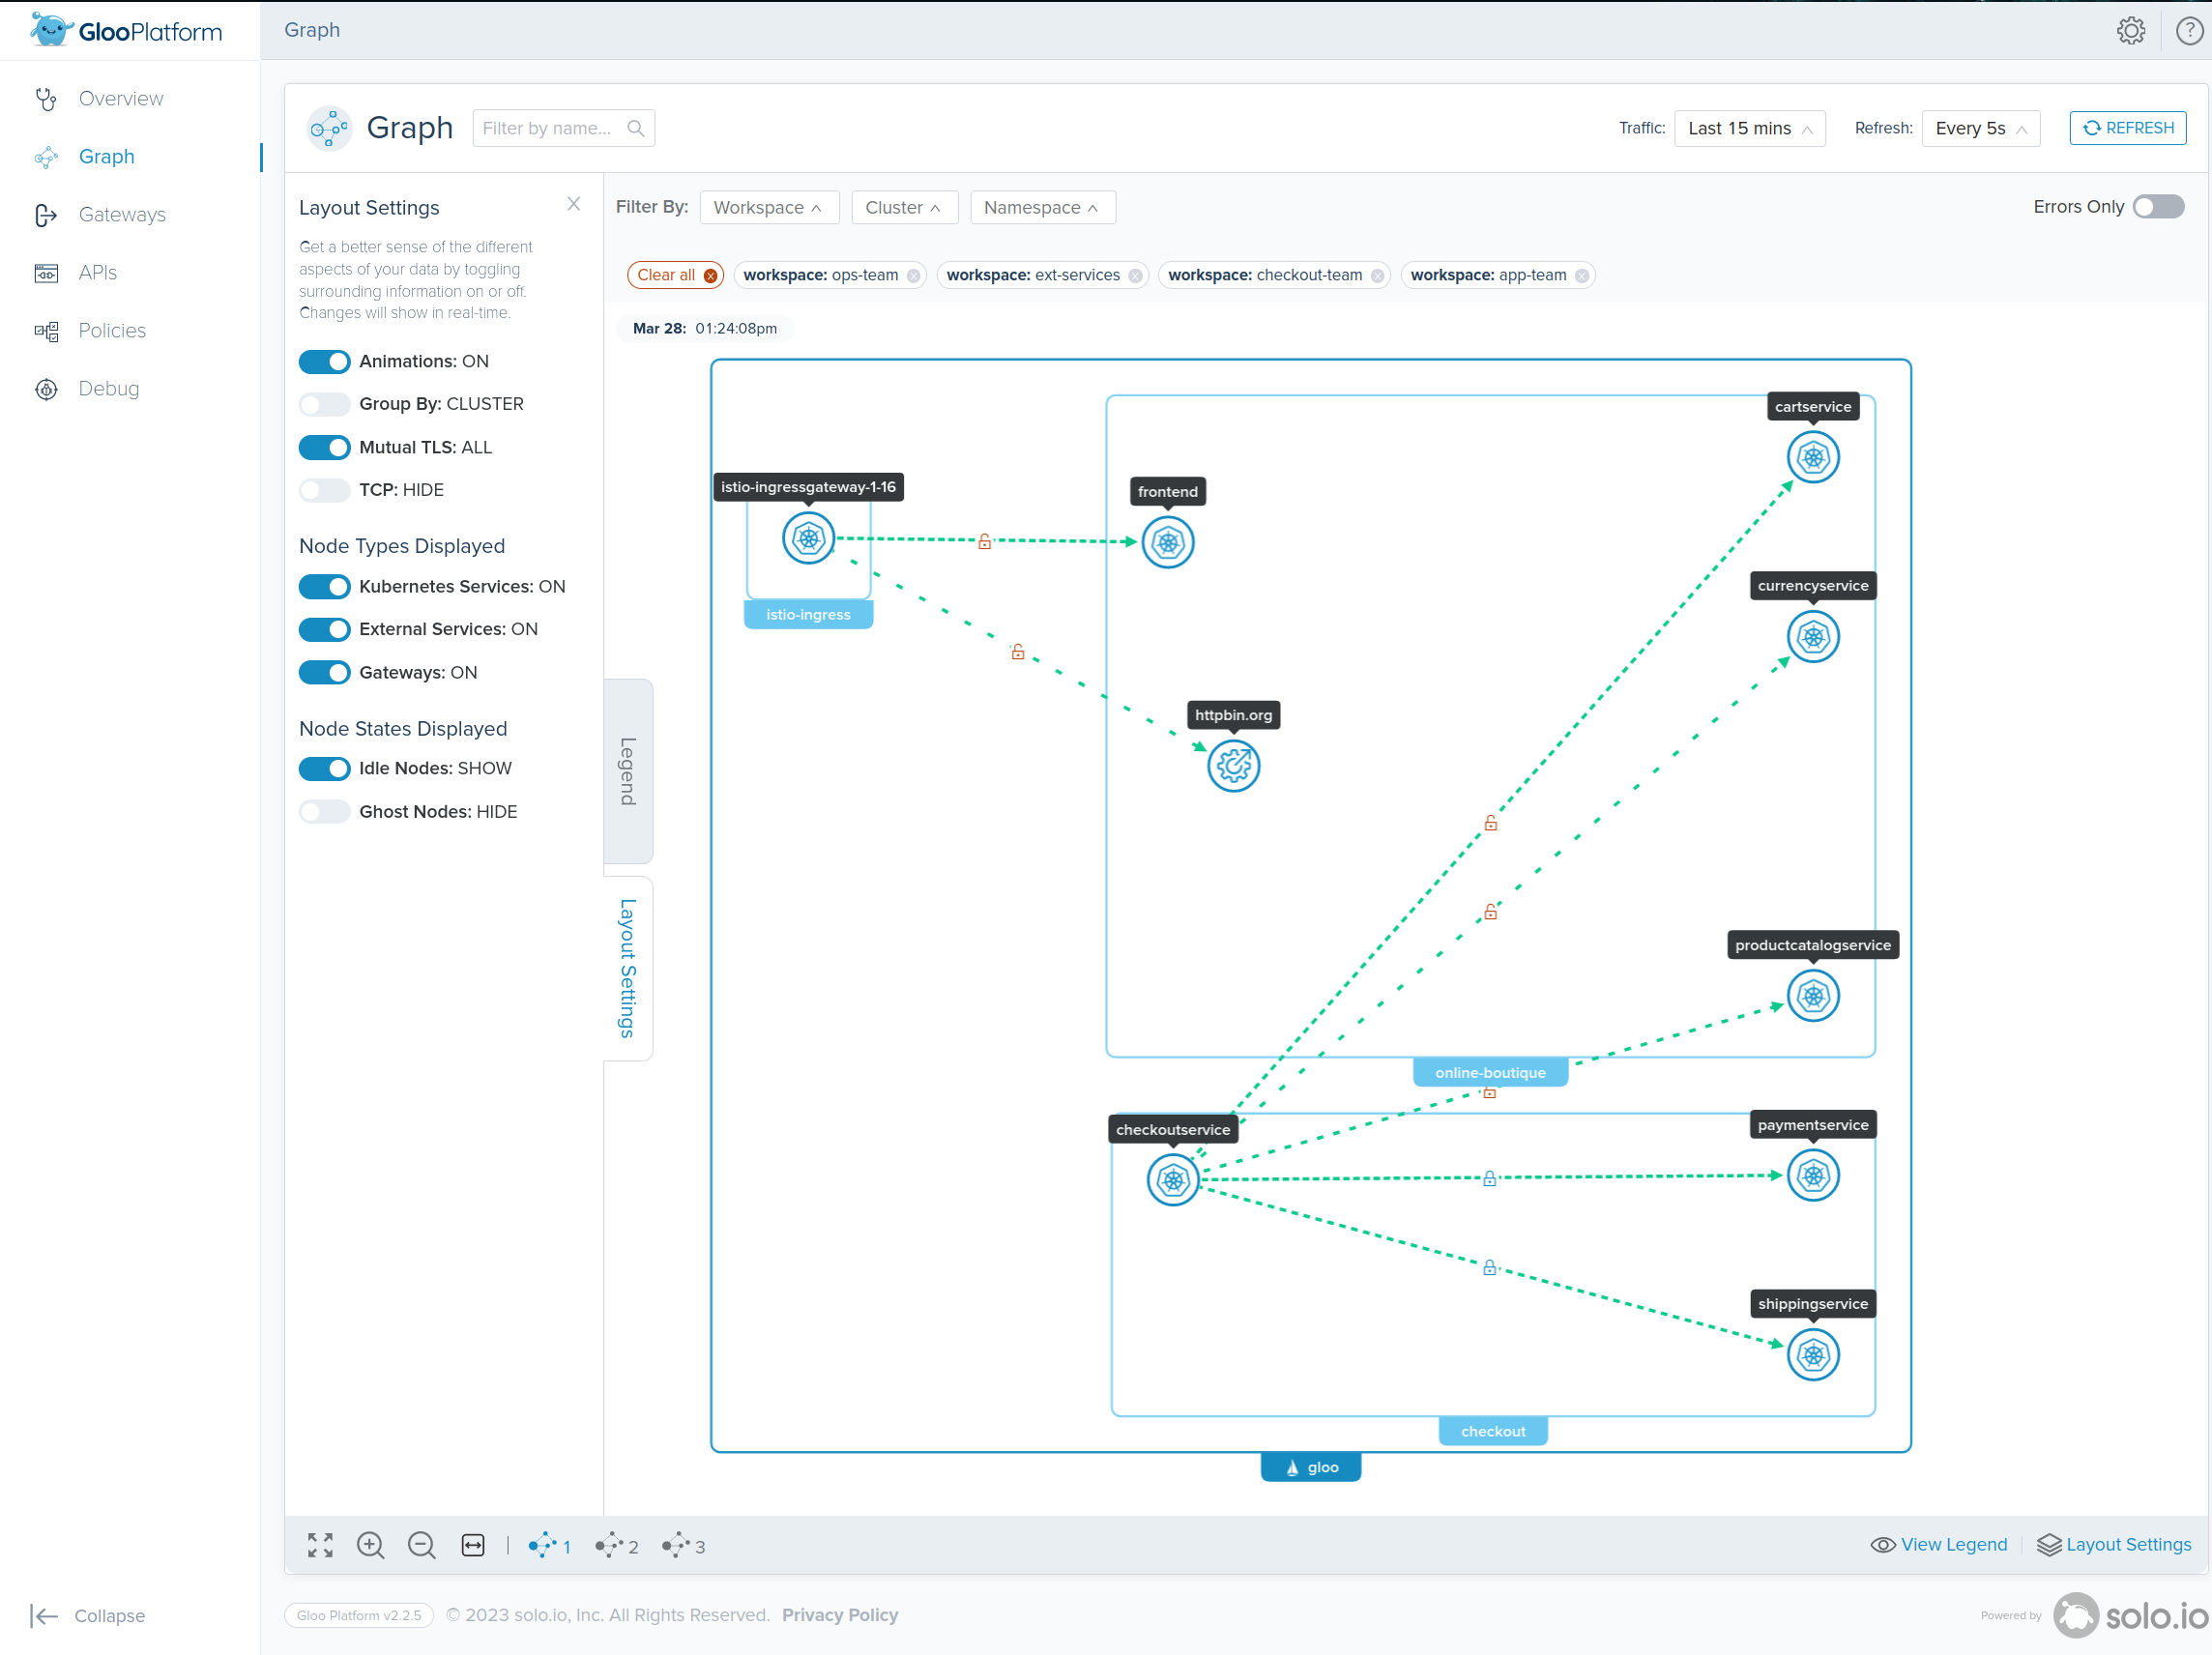 GlooPlatform
Graph
Overview
Graph
Gateways
APIs
Policies
Debug
Graph
Filter by name...
Traffic: Last 15 mins
Refresh: Every 5s
REFRESH
Layout Settings
Get a better sense of the different
aspects of your data by toggling
surrounding information on or off.
Changes will show in real-time.
Animations: ON
Group By: CLUSTER
Mutual TLS: ALL
TCP: HIDE
Node Types Displayed
Kubernetes Services: ON
External Services: ON
Gateways: ON
Node States Displayed
Idle Nodes: SHOW
Ghost Nodes: HIDE
Legend
Layout Settings
Filter By: Workspace Cluster Namespace
Errors Only
Clear all workspace: ops-team workspace: ext-services workspace: checkout-team workspace: app-team
Mar 28: 01:24:08pm
cartservice
istio-ingressgateway-1-16
frontend
currencyservice
istio-ingress
httpbin.org
productcatalogservice
online-boutique
checkoutservice
paymentservice
shippingservice
checkout
gloo
1 2 3
View Legend
Layout Settings
Collapse
Gloo Platform v2.2.5 © 2023 solo.io, Inc. All Rights Reserved. Privacy Policy
Powered by solo.io